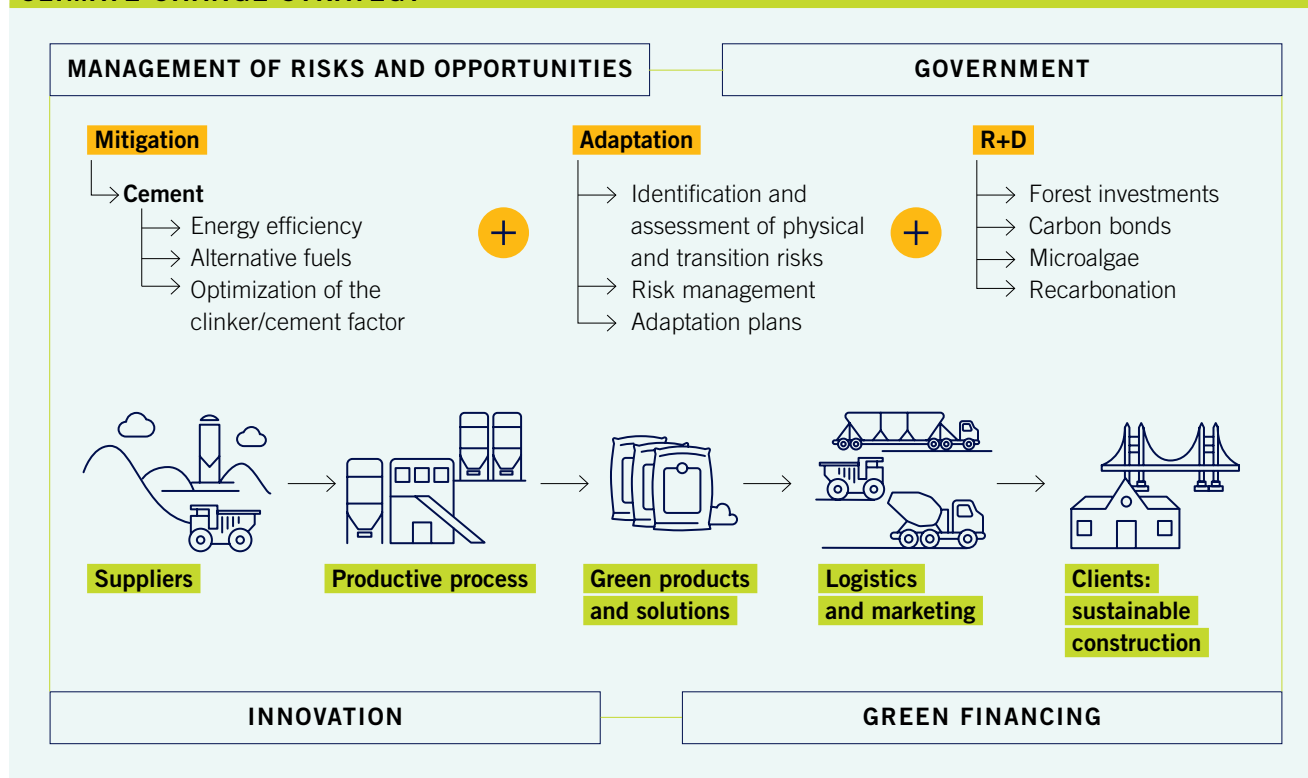 MANAGEMENT OF RISKS AND OPPORTUNITIES
GOVERNMENT
Mitigation
Cement
Energy efficiency
Alternative fuels
Optimization of the
clinker/cement factor
+
Adaptation
Identification and
assessment of physical
and transition risks
Risk management
Adaptation plans
+
R+D
Forest investments
Carbon bonds
Microalgae
Recarbonation
Suppliers
Productive process
Green products
and solutions
Logistics
and marketing
Clients:
sustainable
construction
INNOVATION
GREEN FINANCING